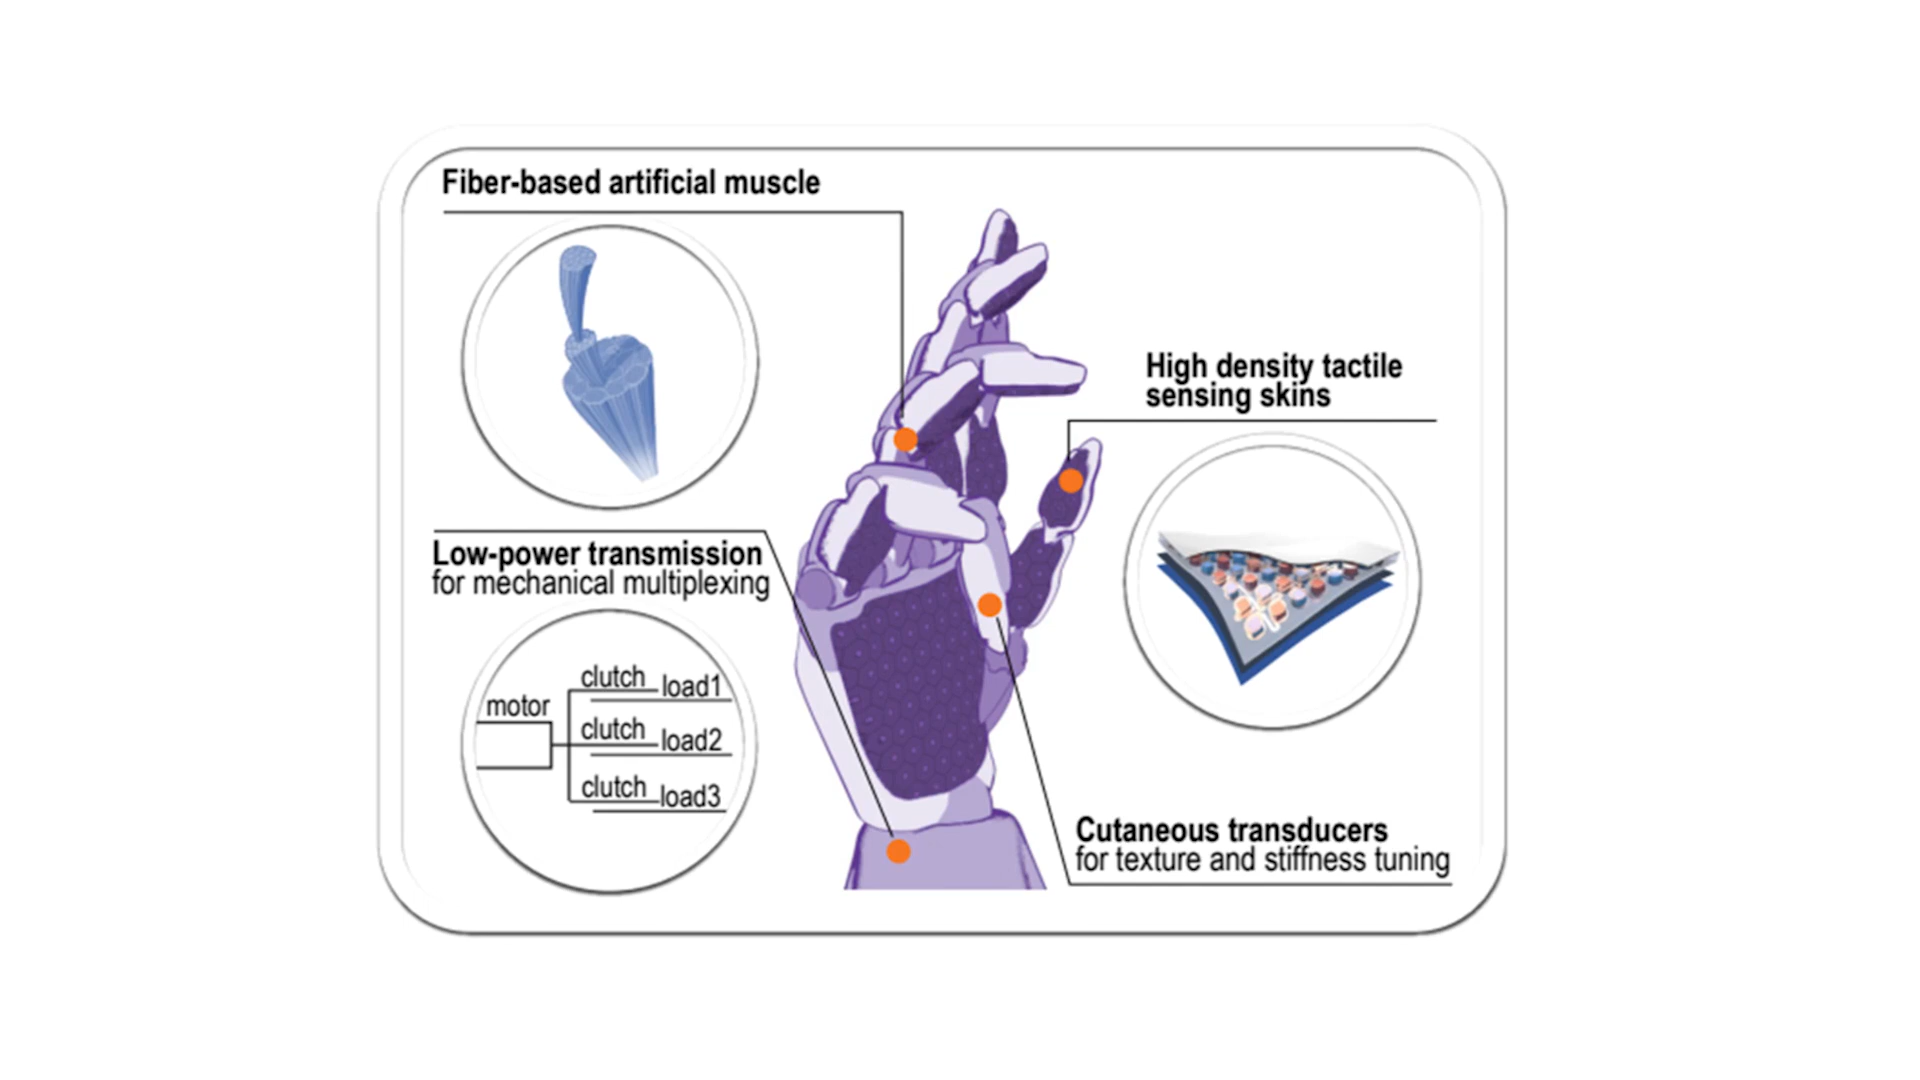 Fiber-based artificial muscle
High density tactile
sensing skins
Low-power transmission
for mechanical multiplexing
motor
clutch
load1
clutch
load2
clutch
load3
Cutaneous transducers
for texture and stiffness tuning